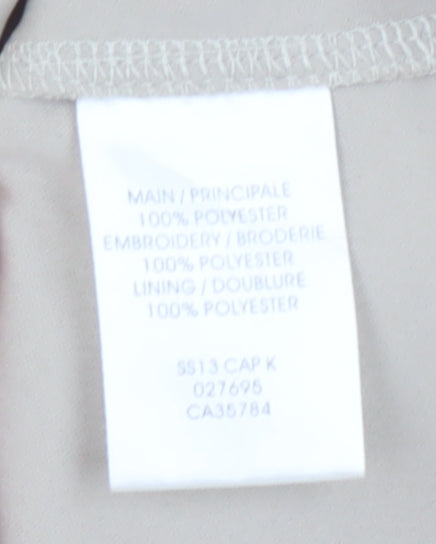 MAIN / PRINCIPALE
100% POLYESTER
EMBROIDERY / BRODERIE
100% POLYESTER
LINING / DOUBLURE
100% POLYESTER
SS13 CAP K
027695
CA35784